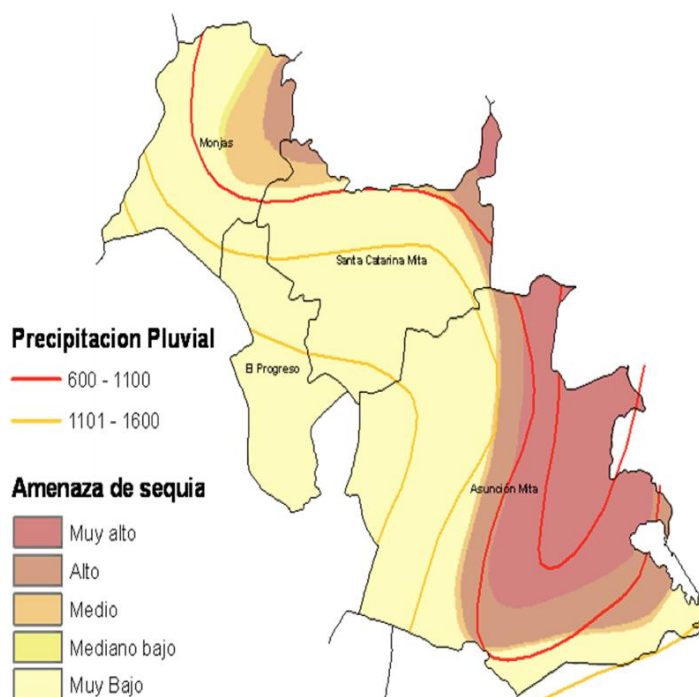 Monjas
Santa Catarina Mita
El Progreso
Asunción Mita
Precipitacion Pluvial
600 - 1100
1101 - 1600
Amenaza de sequia
Muy alto
Alto
Medio
Mediano bajo
Muy Bajo